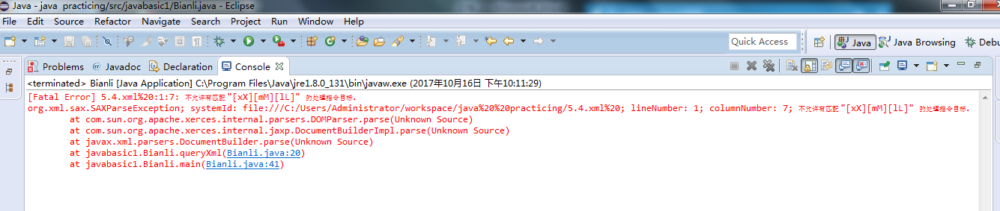 Java - java  practicing/src/javabasic1/Bianli.java - Eclipse
File Edit Source Refactor Navigate Search Project Run Window Help
Quick Access Java Java Browsing Debu
Problems @ Javadoc Declaration Console
<terminated> Bianli [Java Application] C:\Program Files\Java\jre1.8.0_131\bin\javaw.exe (2017年10月16日 下午10:11:29)
[Fatal Error] 5.4.xml%20:1:7: 不允许有匹配 "[xX][mM][lL]" 的处理指令目标。
org.xml.sax.SAXParseException; systemId: file:///C:/Users/Administrator/workspace/java%20%20practicing/5.4.xml%20; lineNumber: 1; columnNumber: 7; 不允许有匹配 "[xX][mM][lL]" 的处理指令目标。
at com.sun.org.apache.xerces.internal.parsers.DOMParser.parse(Unknown Source)
at com.sun.org.apache.xerces.internal.jaxp.DocumentBuilderImpl.parse(Unknown Source)
at javax.xml.parsers.DocumentBuilder.parse(Unknown Source)
at javabasic1.Bianli.queryXml(Bianli.java:20)
at javabasic1.Bianli.main(Bianli.java:41)